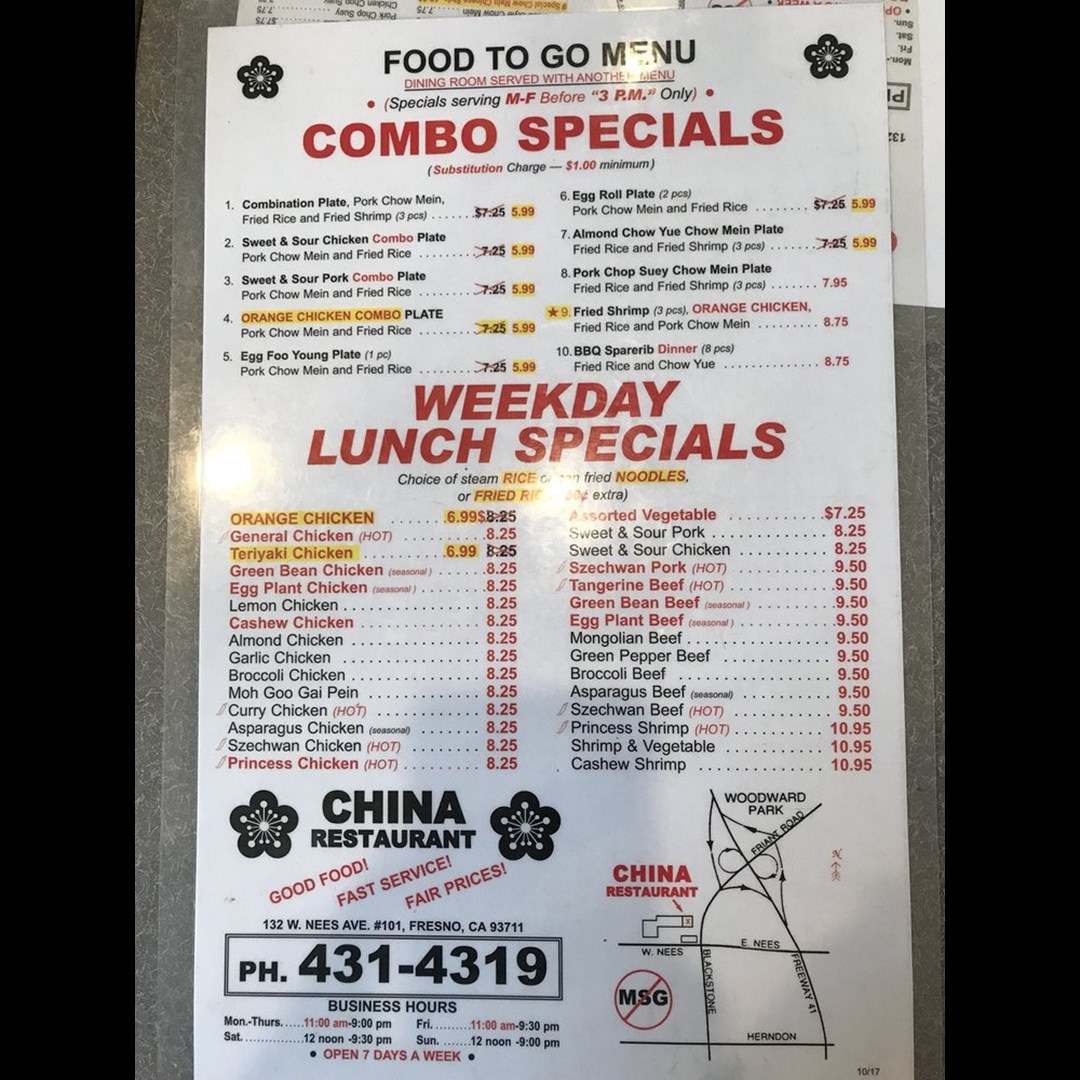 FOOD TO GO MENU
DINING ROOM SERVED WITH ANOTHER MENU
• (Specials serving M-F Before "3 P.M." Only) •
COMBO SPECIALS
(Substitution Charge — $1.00 minimum)
1. Combination Plate, Pork Chow Mein,
Fried Rice and Fried Shrimp (3 pcs) ....... $7.25 5.99
2. Sweet & Sour Chicken Combo Plate
Pork Chow Mein and Fried Rice .......... 7.25 5.99
3. Sweet & Sour Pork Combo Plate
Pork Chow Mein and Fried Rice .......... 7.25 5.99
4. ORANGE CHICKEN COMBO PLATE
Pork Chow Mein and Fried Rice .......... 7.25 5.99
5. Egg Foo Young Plate (1 pc)
Pork Chow Mein and Fried Rice .......... 7.25 5.99
6. Egg Roll Plate (2 pcs)
Pork Chow Mein and Fried Rice ......... $7.25 5.99
7. Almond Chow Yue Chow Mein Plate
Fried Rice and Fried Shrimp (3 pcs) ........ 7.25 5.99
8. Pork Chop Suey Chow Mein Plate
Fried Rice and Fried Shrimp (3 pcs) ........ 7.95
★ 9. Fried Shrimp (3 pcs), ORANGE CHICKEN,
Fried Rice and Pork Chow Mein ......... 8.75
10. BBQ Sparerib Dinner (8 pcs)
Fried Rice and Chow Yue .............. 8.75
WEEKDAY
LUNCH SPECIALS
Choice of steam RICE fried NOODLES,
or FRIED extra)
ORANGE CHICKEN ...... 6.99 $8.25
General Chicken (HOT) ........... 8.25
Teriyaki Chicken .......... 6.99 8.25
Green Bean Chicken (seasonal) ...... 8.25
Egg Plant Chicken (seasonal) ........ 8.25
Lemon Chicken ................ 8.25
Cashew Chicken .............. 8.25
Almond Chicken ............... 8.25
Garlic Chicken ................ 8.25
Broccoli Chicken ............... 8.25
Moh Goo Gai Pein ............. 8.25
Curry Chicken (HOT) ............ 8.25
Asparagus Chicken (seasonal) ...... 8.25
Szechwan Chicken (HOT) ........ 8.25
Princess Chicken (HOT) ......... 8.25
Assorted Vegetable ............ $7.25
Sweet & Sour Pork ............. 8.25
Sweet & Sour Chicken .......... 8.25
Szechwan Pork (HOT) .......... 9.50
Tangerine Beef (HOT) .......... 9.50
Green Bean Beef (seasonal) ...... 9.50
Egg Plant Beef (seasonal) ........ 9.50
Mongolian Beef ............... 9.50
Green Pepper Beef ............ 9.50
Broccoli Beef ................. 9.50
Asparagus Beef (seasonal) ....... 9.50
Szechwan Beef (HOT) .......... 9.50
Princess Shrimp (HOT) ......... 10.95
Shrimp & Vegetable ........... 10.95
Cashew Shrimp .............. 10.95
CHINA
RESTAURANT
GOOD FOOD!
FAST SERVICE!
FAIR PRICES!
132 W. NEES AVE. #101, FRESNO, CA 93711
PH. 431-4319
BUSINESS HOURS
Mon.-Thurs. ..... 11:00 am-9:00 pm Fri. ........ 11:00 am-9:30 pm
Sat. ............ 12 noon -9:30 pm Sun. ....... 12 noon -9:00 pm
• OPEN 7 DAYS A WEEK •
WOODWARD
PARK
FRIANT ROAD
N
CHINA
RESTAURANT
X
W. NEES
E. NEES
BLACKSTONE
FREEWAY 41
MSG
HERNDON
10/17